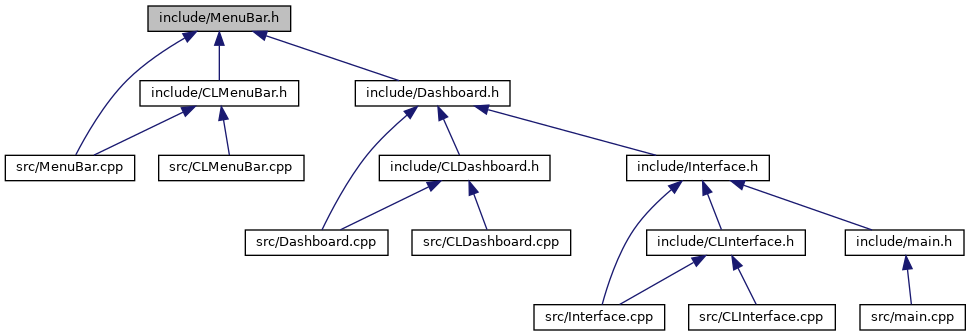 include/MenuBar.h
include/CLMenuBar.h
include/Dashboard.h
src/MenuBar.cpp
src/CLMenuBar.cpp
include/CLDashboard.h
include/Interface.h
src/Dashboard.cpp
src/CLDashboard.cpp
include/CLInterface.h
include/main.h
src/Interface.cpp
src/CLInterface.cpp
src/main.cpp